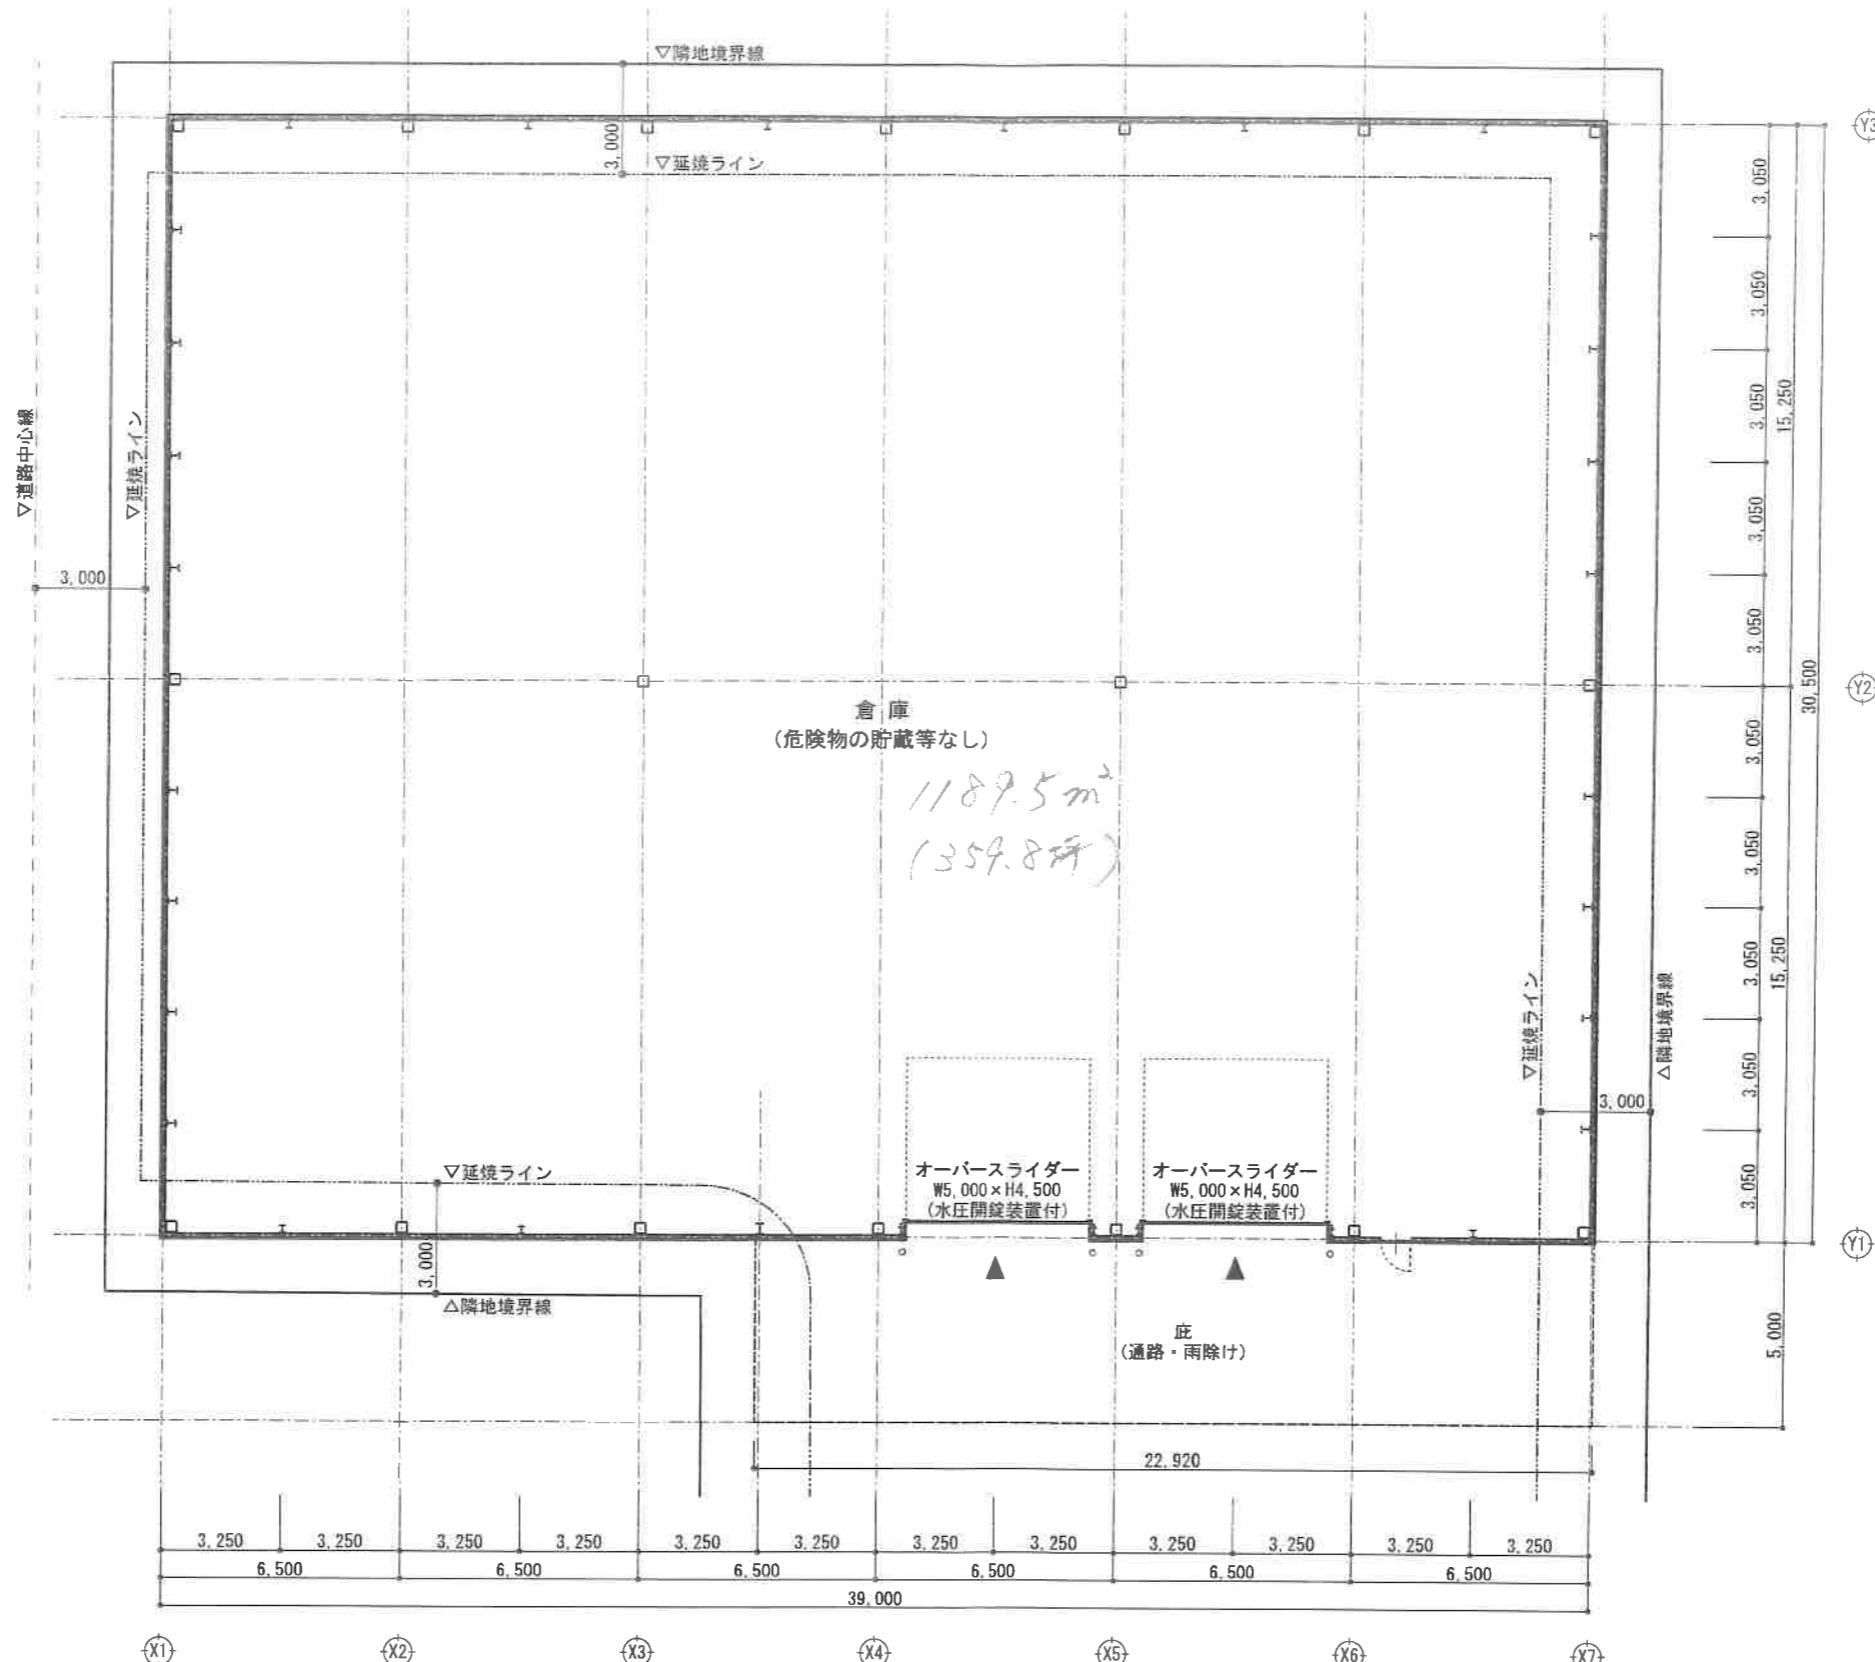 ▽隣地境界線
3,000
▽延焼ライン
Y3
3,050
3,050
3,050
3,050
3,050
15,250
▽道路中心線
▽延焼ライン
3,000
30,500
Y2
倉 庫
(危険物の貯蔵等なし)
1189.5㎡
(359.8坪)
3,050
3,050
3,050
3,050
3,050
15,250
▽延焼ライン
△隣地境界線
3,000
▽延焼ライン
3,000
△隣地境界線
オーバースライダー
W5,000×H4,500
(水圧開錠装置付)
オーバースライダー
W5,000×H4,500
(水圧開錠装置付)
Y1
庇
(通路・雨除け)
5,000
22,920
3,250 3,250 3,250 3,250 3,250 3,250 3,250 3,250 3,250 3,250 3,250 3,250
6,500 6,500 6,500 6,500 6,500 6,500
39,000
X1 X2 X3 X4 X5 X6 X7